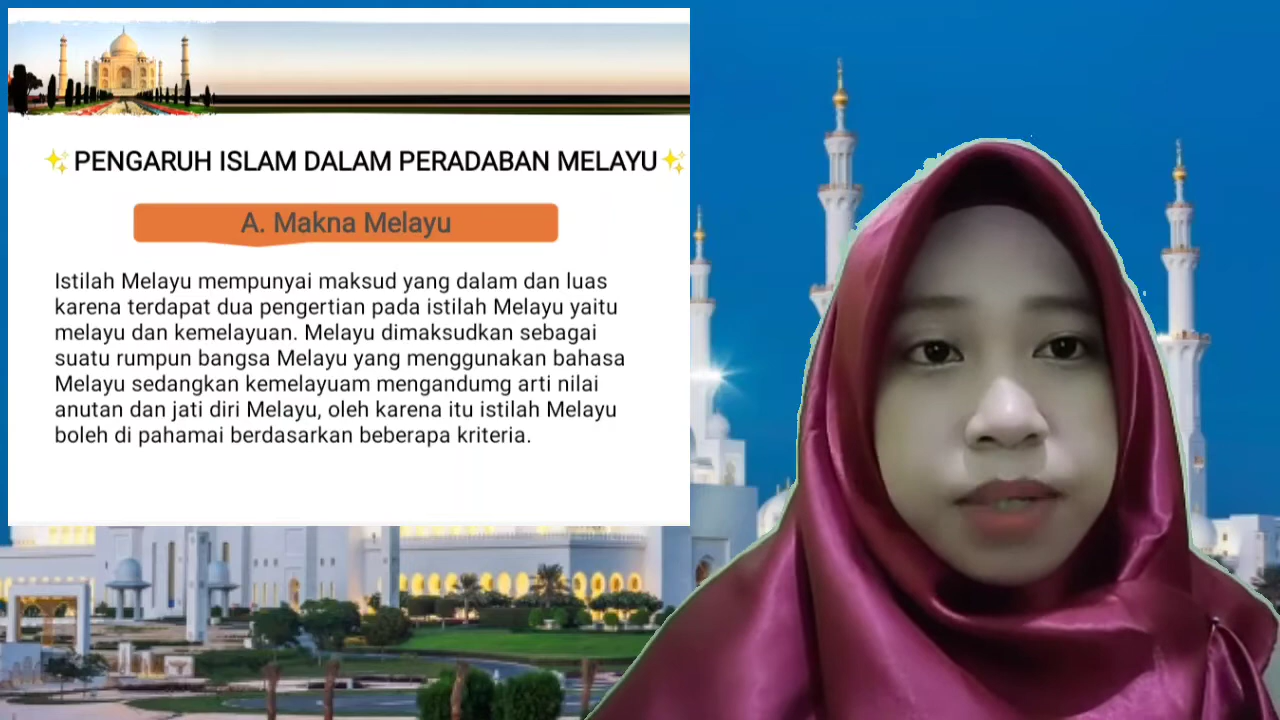 ✨PENGARUH ISLAM DALAM PERADABAN MELAYU✨
A. Makna Melayu
Istilah Melayu mempunyai maksud yang dalam dan luas
karena terdapat dua pengertian pada istilah Melayu yaitu
melayu dan kemelayuan. Melayu dimaksudkan sebagai
suatu rumpun bangsa Melayu yang menggunakan bahasa
Melayu sedangkan kemelayuam mengandumg arti nilai
anutan dan jati diri Melayu, oleh karena itu istilah Melayu
boleh di pahamai berdasarkan beberapa kriteria.